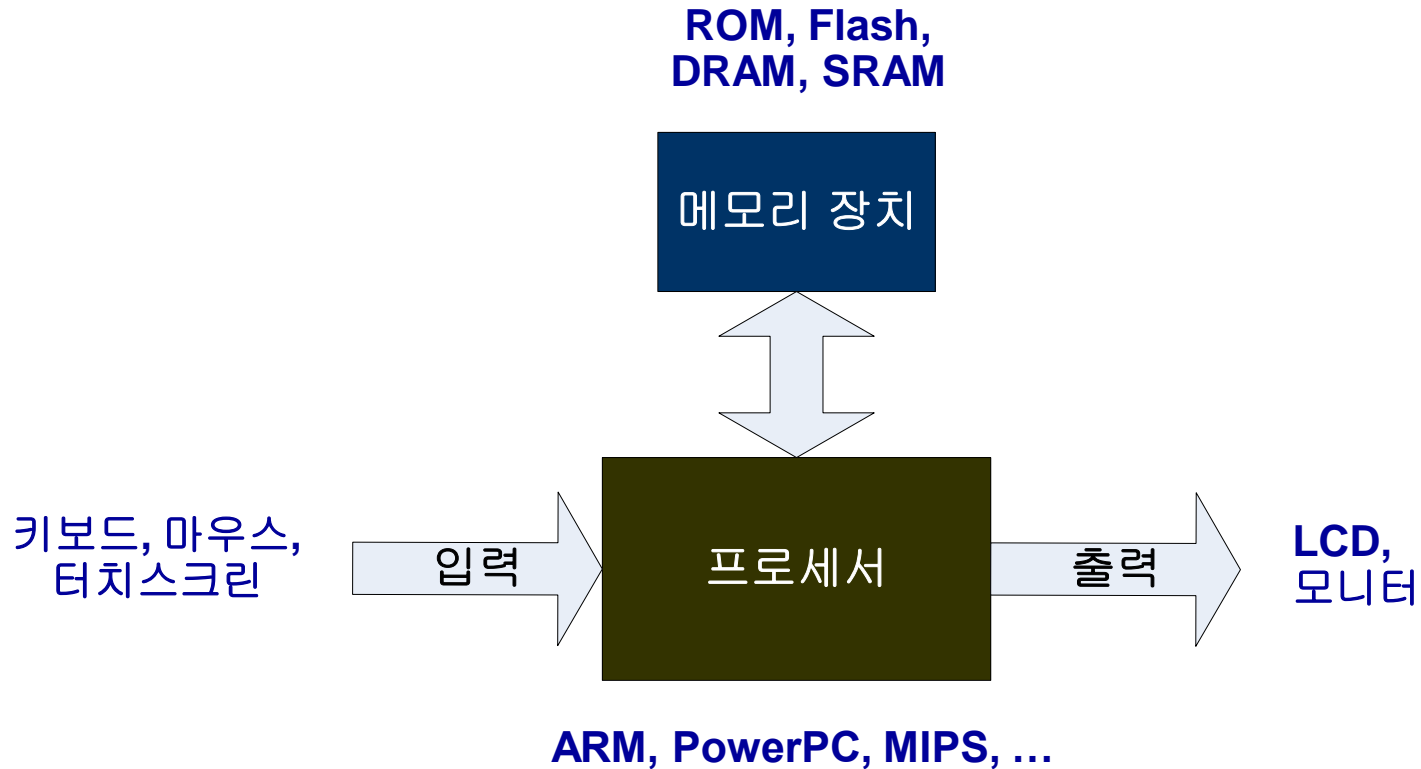 ROM, Flash,
DRAM, SRAM
메모리 장치
키보드, 마우스,
터치스크린
입력
프로세서
출력
LCD,
모니터
ARM, PowerPC, MIPS, …